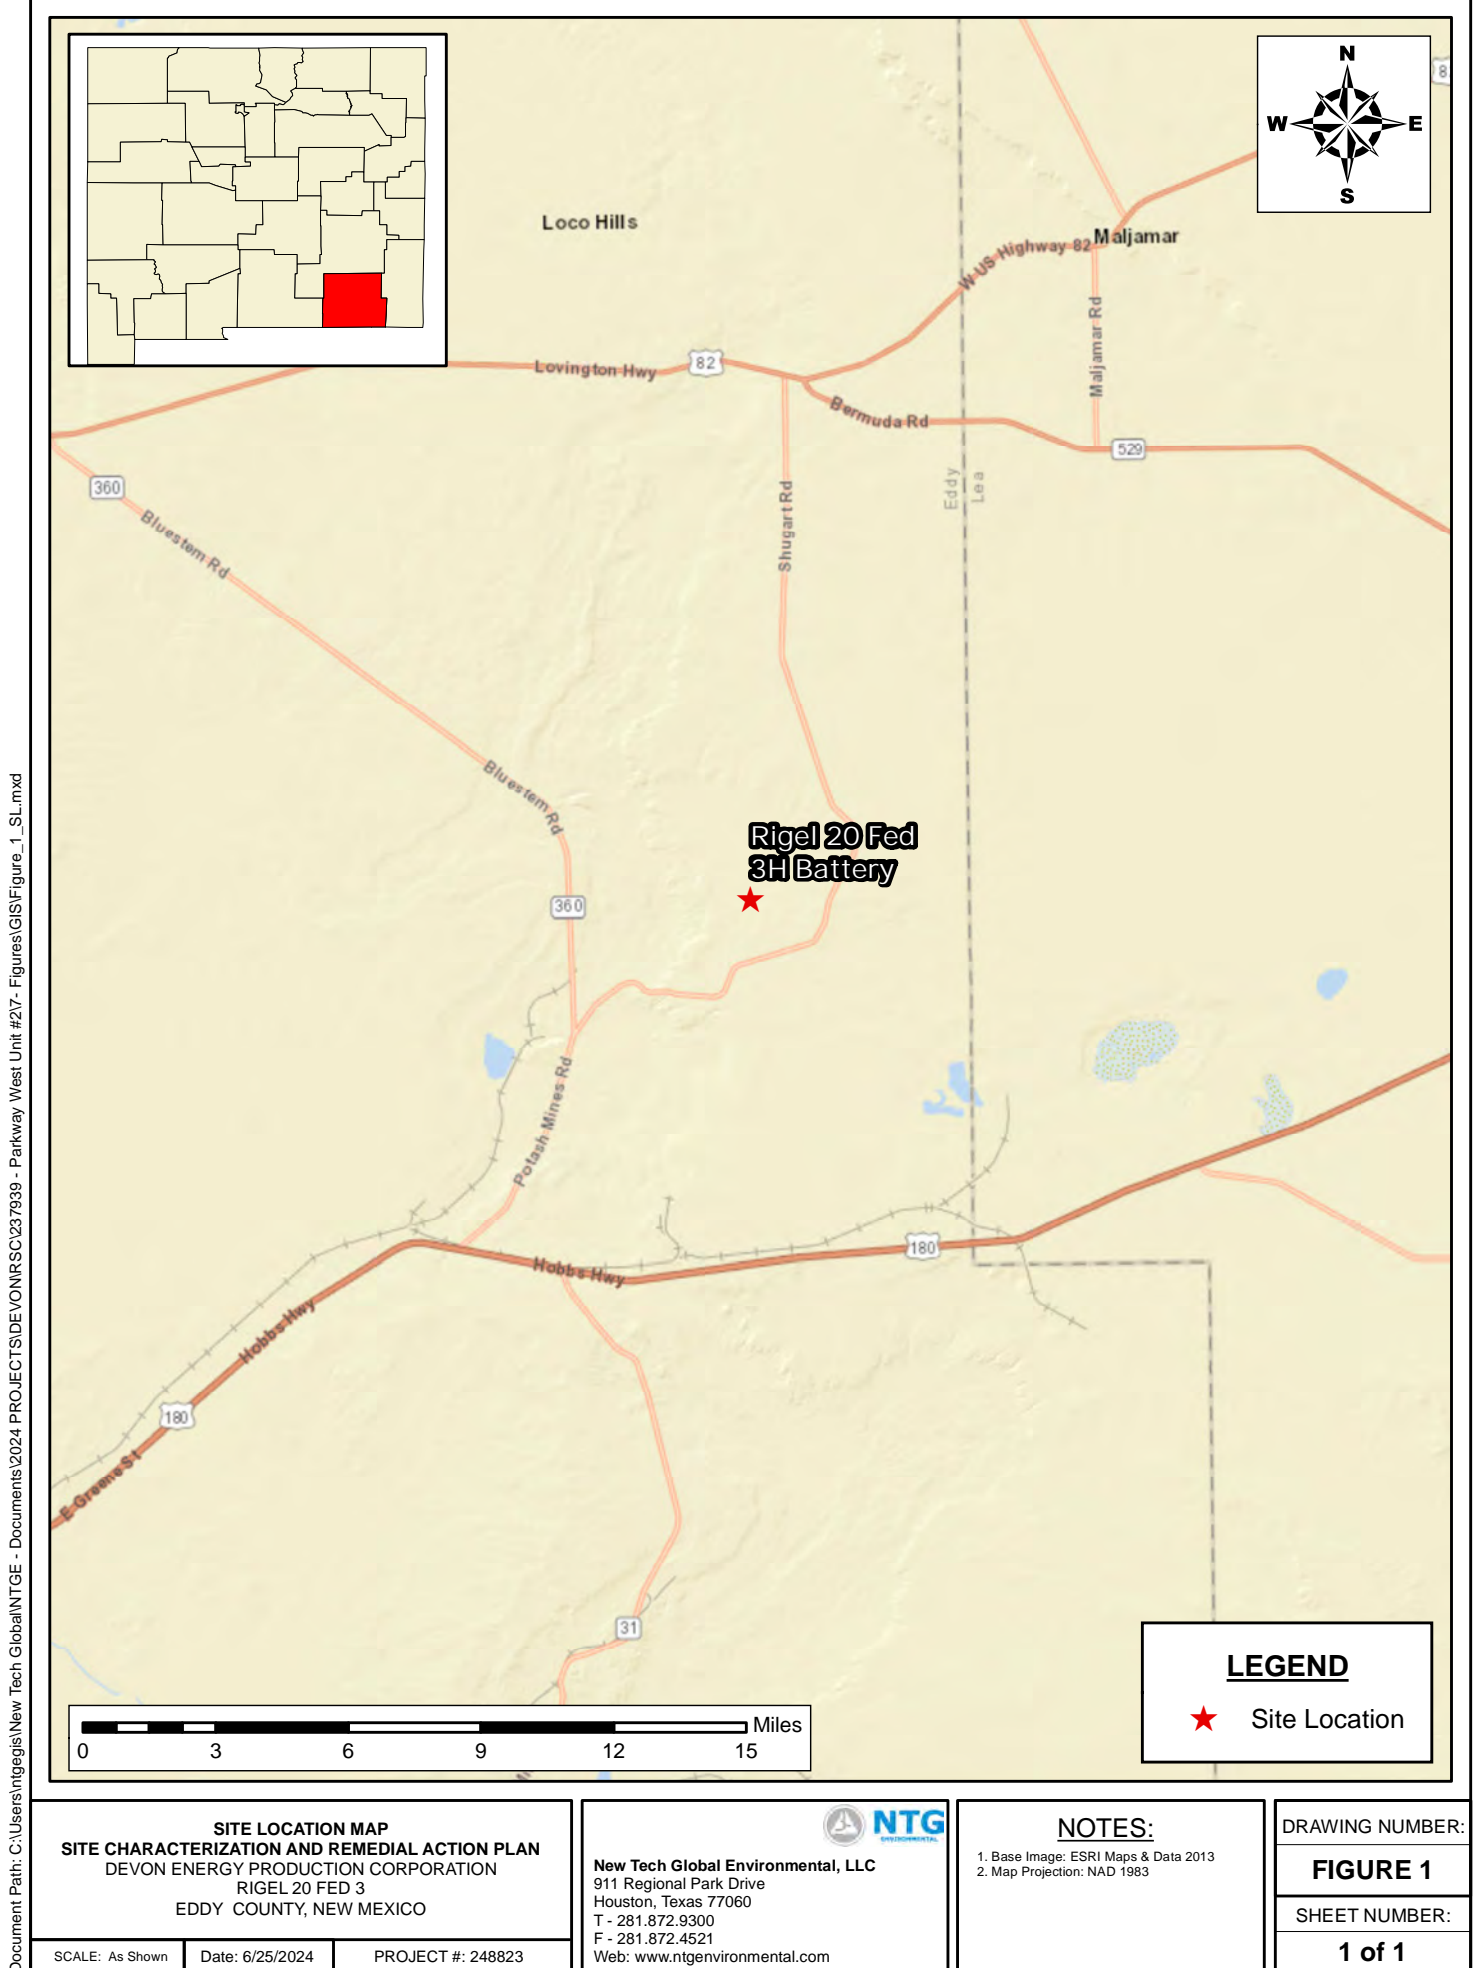 N
W
E
S
8
Loco Hills
Maljamar
W US Highway 82
Maljamar Rd
Lovington Hwy
82
Bermuda Rd
529
360
Bluestem Rd
Shugart Rd
Eddy
Lea
Bluestem Rd
Rigel 20 Fed
3H Battery
360
Potash Mines Rd
180
Hobbs Hwy
Hobbs Hwy
180
E Greene St
31
LEGEND
Site Location
Miles
0 3 6 9 12 15
Document Path: C:\Users\ntgegis\New Tech Global\NTGE - Documents\2024 PROJECTS\DEVON\RSC\237939 - Parkway West Unit #2\7- Figures\GIS\Figure_1_SL.mxd
SITE LOCATION MAP
SITE CHARACTERIZATION AND REMEDIAL ACTION PLAN
DEVON ENERGY PRODUCTION CORPORATION
RIGEL 20 FED 3
EDDY COUNTY, NEW MEXICO
SCALE: As Shown
Date: 6/25/2024
PROJECT #: 248823
NTG
ENVIRONMENTAL
New Tech Global Environmental, LLC
911 Regional Park Drive
Houston, Texas 77060
T - 281.872.9300
F - 281.872.4521
Web: www.ntgenvironmental.com
NOTES:
1. Base Image: ESRI Maps & Data 2013
2. Map Projection: NAD 1983
DRAWING NUMBER:
FIGURE 1
SHEET NUMBER:
1 of 1